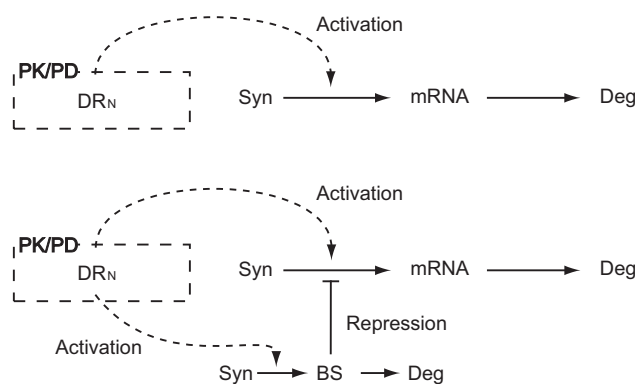 Activation
PK/PD
DRN
Syn mRNA Deg
Activation
PK/PD
DRN
Syn mRNA Deg
Activation
Repression
Syn BS Deg